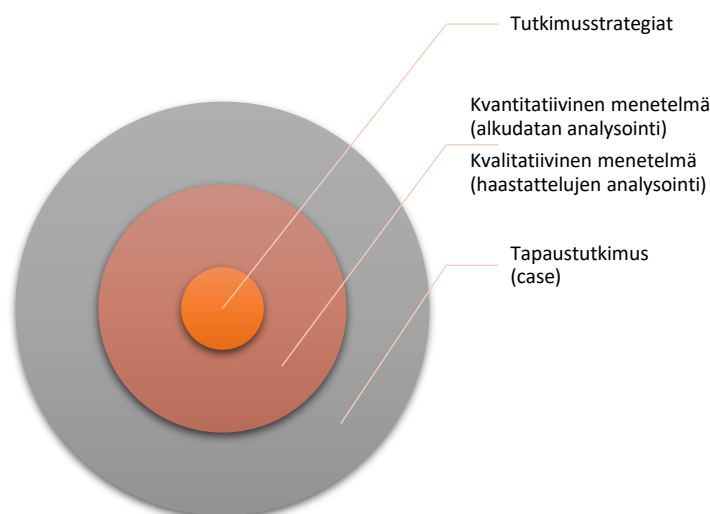 Tutkimusstrategiat
Kvantitatiivinen menetelmä
(alkudatan analysointi)
Kvalitatiivinen menetelmä
(haastattelujen analysointi)
Tapaustutkimus
(case)